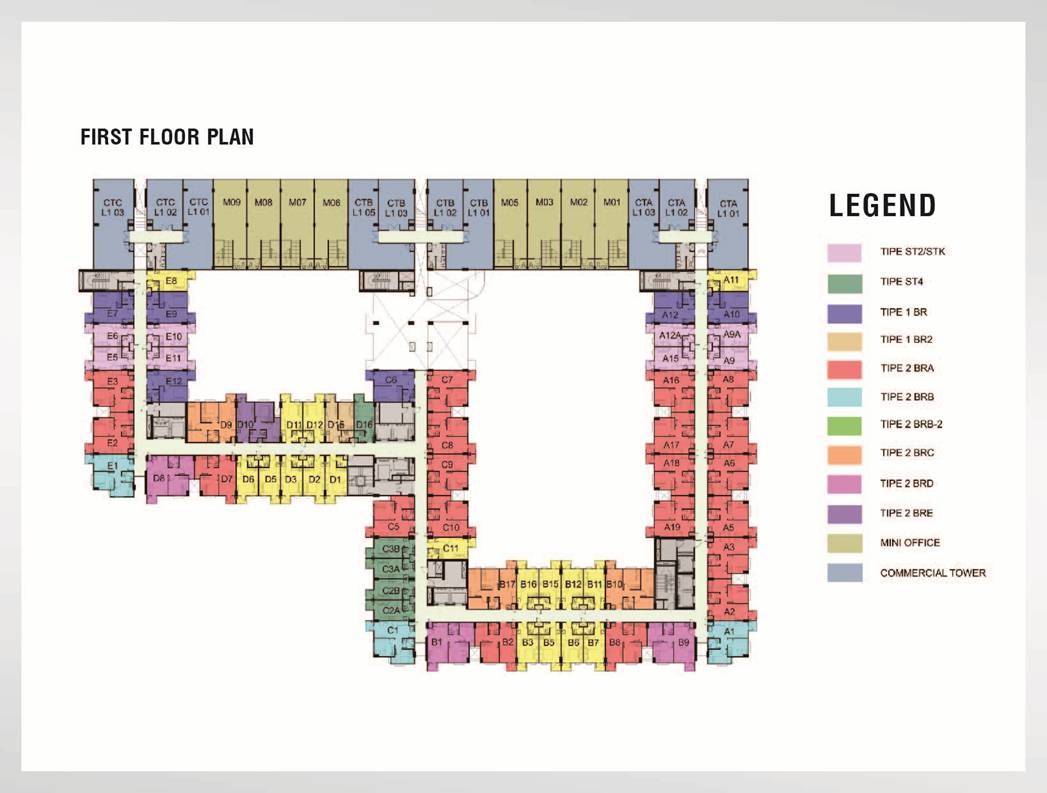 FIRST FLOOR PLAN
CTC L1 03
CTC L1 02
CTC L1 01
M09
M08
M07
M06
CTB L1 05
CTB L1 03
CTB L1 02
CTB L1 01
M05
M03
M02
M01
CTA L1 03
CTA L1 02
CTA L1 01
LEGEND
TIPE ST2/STK
TIPE ST4
TIPE 1 BR
TIPE 1 BR2
TIPE 2 BRA
TIPE 2 BRB
TIPE 2 BRB-2
TIPE 2 BRC
TIPE 2 BRD
TIPE 2 BRE
MINI OFFICE
COMMERCIAL TOWER
E8
A11
E7
E9
A12
A10
E6
E10
A12A
A9A
E5
E11
A15
A9
E3
E12
C6
C7
A16
A8
D9
D10
D11
D12
D15
D16
E2
C8
A17
A7
E1
C9
A18
A6
D8
D7
D6
D5
D3
D2
D1
C5
C10
A19
A5
C3B
C11
A3
C3A
B17
B16
B15
B12
B11
B10
C2B
C2A
A2
C1
B1
B2
B3
B5
B6
B7
B8
B9
A1